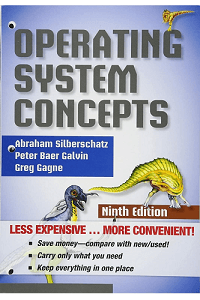 OPERATING
SYSTEM
CONCEPTS
Abraham Silberschatz
Peter Baer Galvin
Greg Gagne
Ninth Edition
LESS EXPENSIVE ... MORE CONVENIENT!
▪ Save money—compare with new/used!
▪ Carry only what you need
▪ Keep everything in one place